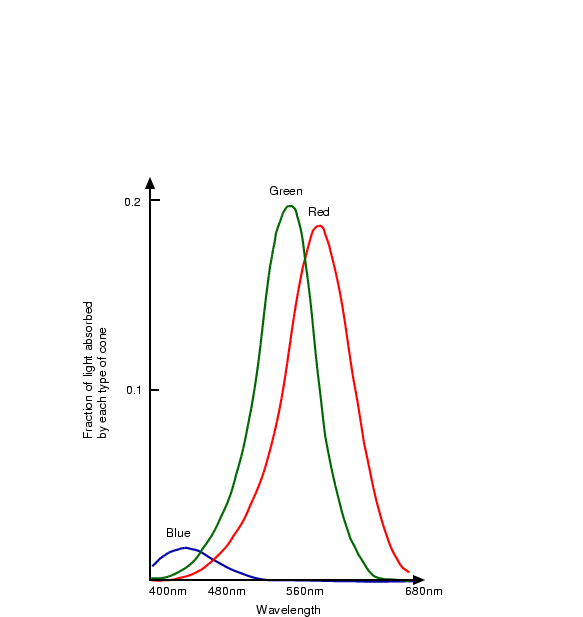 Green
0.2
Red
Fraction of light absorbed
by each type of cone
0.1
Blue
400nm 480nm 560nm 680nm
Wavelength